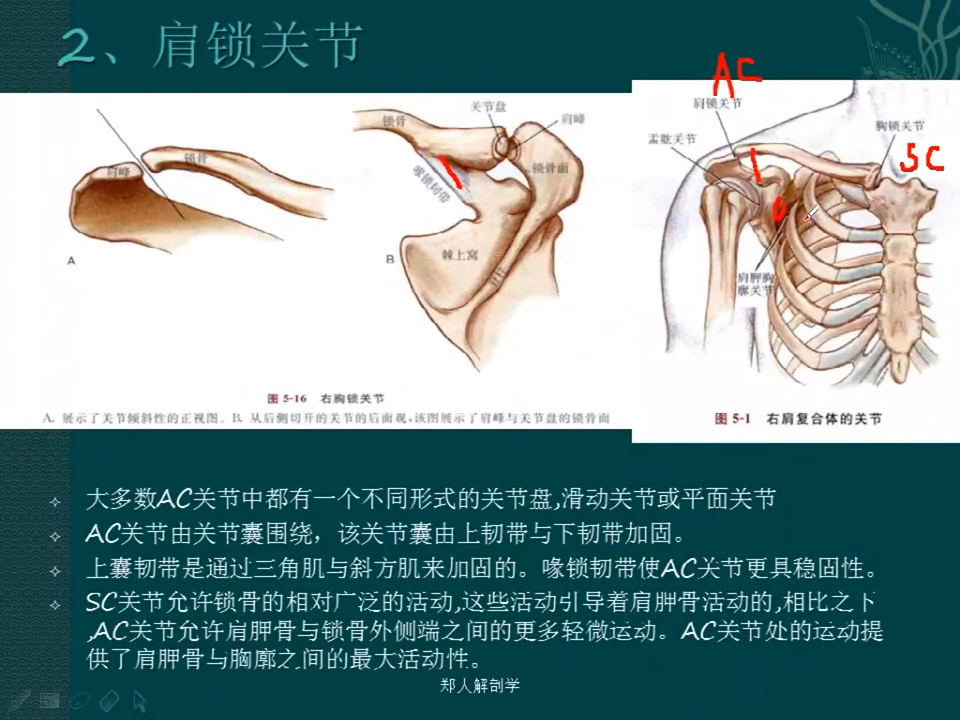 2、肩锁关节
AC
SC
锁骨
肩峰
A
关节盘
锁骨
肩峰
喙锁韧带
锁骨面
棘上窝
B
肩锁关节
胸锁关节
盂肱关节
肩胛胸
廓关节
图 5-16 右胸锁关节
A. 展示了关节倾斜性的正视图。B. 从后侧切开的关节的后面观,该图展示了肩峰与关节盘的锁骨面
图 5-1 右肩复合体的关节
大多数AC关节中都有一个不同形式的关节盘,滑动关节或平面关节
AC关节由关节囊围绕，该关节囊由上韧带与下韧带加固。
上囊韧带是通过三角肌与斜方肌来加固的。喙锁韧带使AC关节更具稳固性。
SC关节允许锁骨的相对广泛的活动,这些活动引导着肩胛骨活动的,相比之下
,AC关节允许肩胛骨与锁骨外侧端之间的更多轻微运动。AC关节处的运动提
供了肩胛骨与胸廓之间的最大活动性。
郑人解剖学